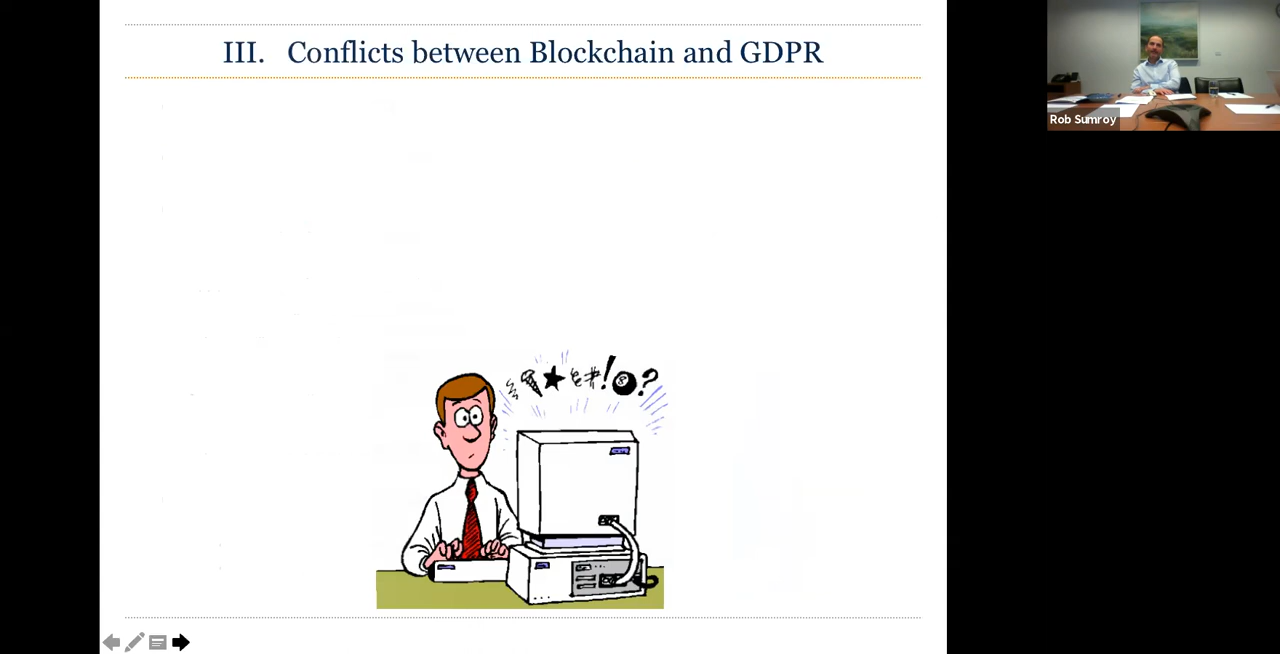 III. Conflicts between Blockchain and GDPR
Rob Sumroy